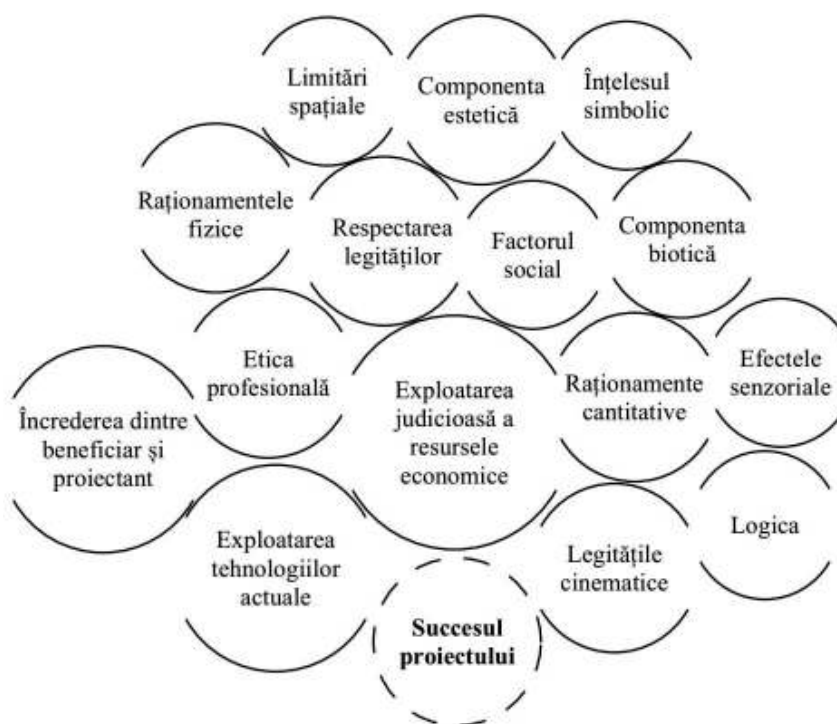 Limitări
spațiale
Componenta
estetică
Înțelesul
simbolic
Raționamentele
fizice
Respectarea
legităților
Factorul
social
Componenta
biotică
Etica
profesională
Exploatarea
judicioasă a
resursele
economice
Raționamente
cantitative
Efectele
senzoriale
Încrederea dintre
beneficiar și
proiectant
Exploatarea
tehnologiilor
actuale
Legitățile
cinematice
Logica
Succesul
proiectului